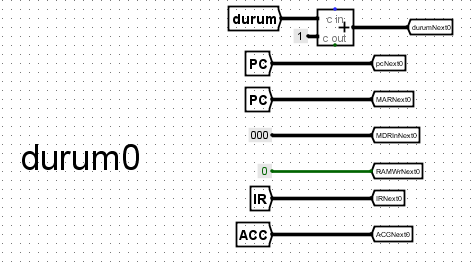 durum
c in
+
durumNext0
1
c out
PC
pcNext0
PC
MARNext0
000
MDRInNext0
durum0
0
RAMWrNext0
IR
IRNext0
ACC
ACCNext0